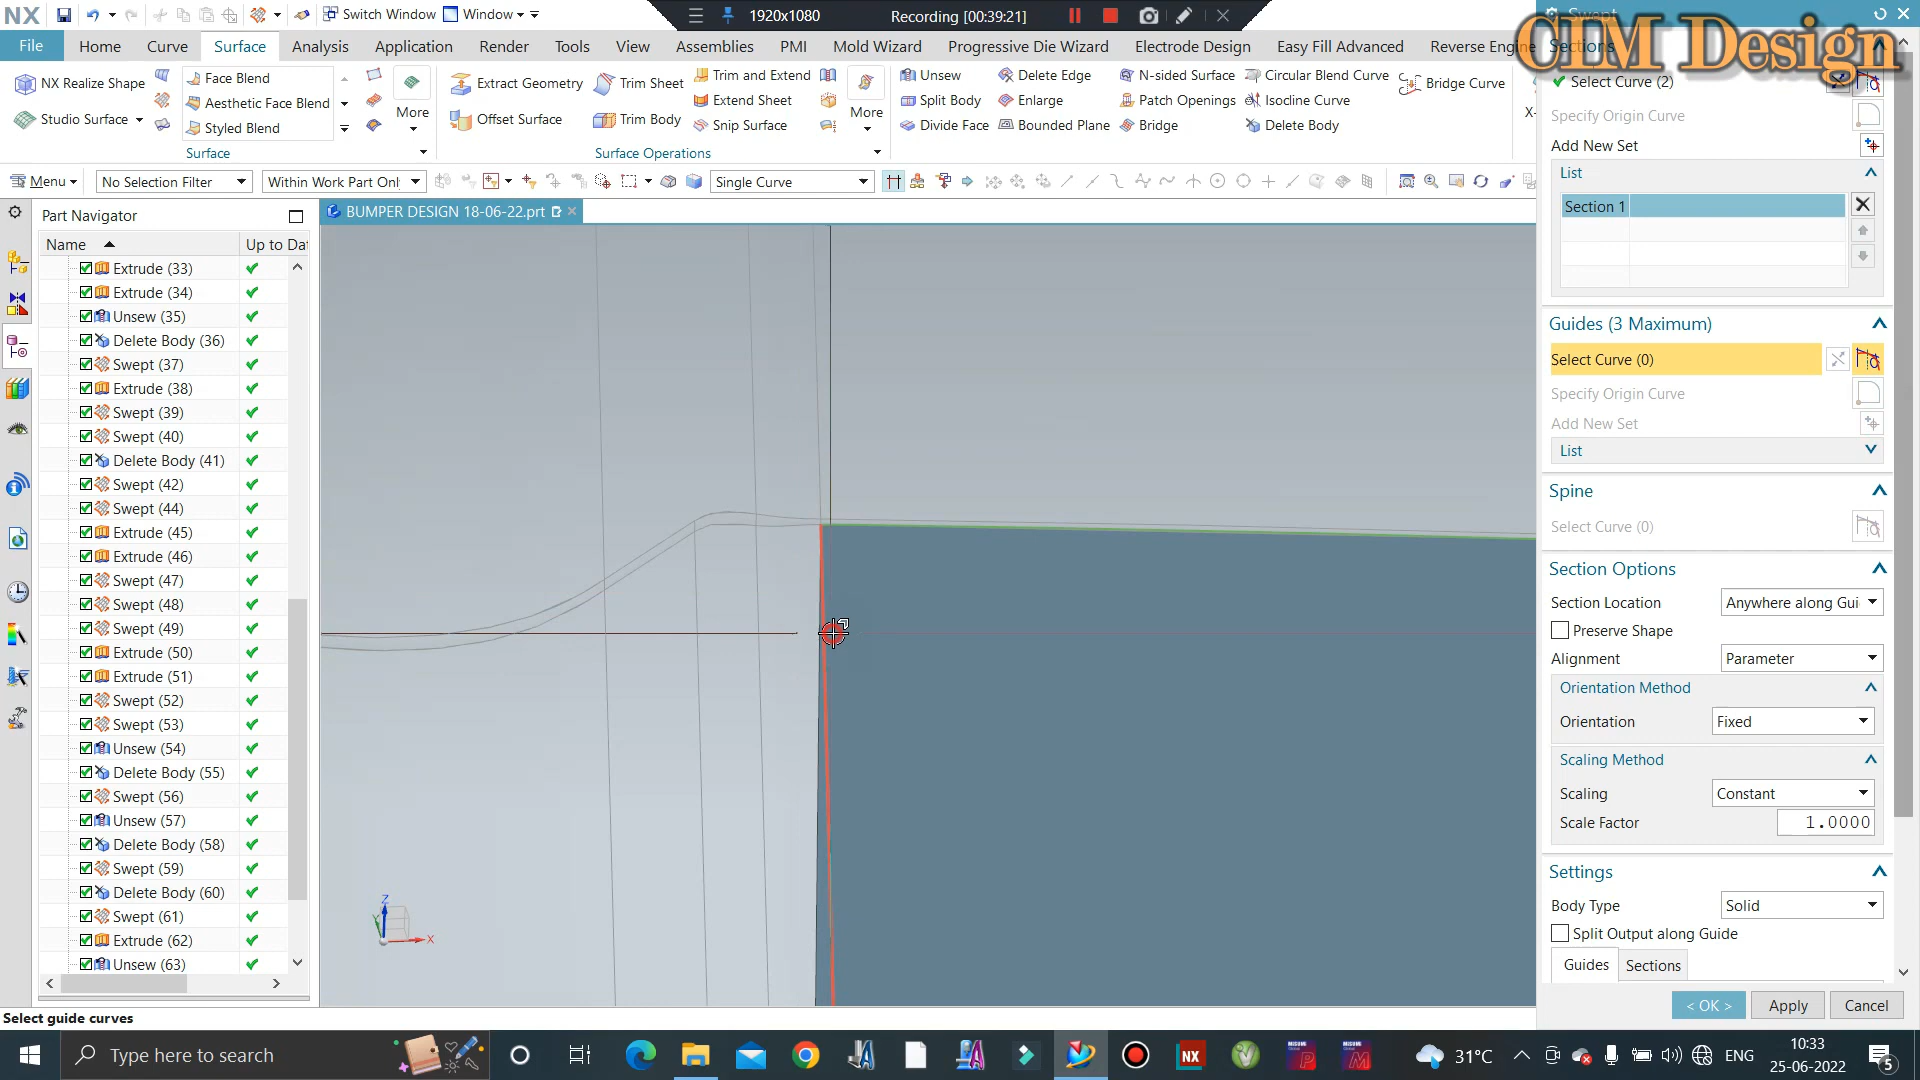 NX
Switch Window
Window
1920x1080
Recording [00:39:21]
Swept
CIM Design
File
Home
Curve
Surface
Analysis
Application
Render
Tools
View
Assemblies
PMI
Mold Wizard
Progressive Die Wizard
Electrode Design
Easy Fill Advanced
Reverse Engine
Sections
NX Realize Shape
Studio Surface
Face Blend
Aesthetic Face Blend
Styled Blend
More
Surface
Extract Geometry
Offset Surface
Trim Sheet
Trim Body
Trim and Extend
Extend Sheet
Snip Surface
More
Surface Operations
Unsew
Split Body
Divide Face
Delete Edge
Enlarge
Bounded Plane
N-sided Surface
Patch Openings
Bridge
Circular Blend Curve
Isocline Curve
Delete Body
Bridge Curve
X-
Menu
No Selection Filter
Within Work Part Onl
Single Curve
Part Navigator
BUMPER DESIGN 18-06-22.prt
Name
Up to Dat
Extrude (33)
Extrude (34)
Unsew (35)
Delete Body (36)
Swept (37)
Extrude (38)
Swept (39)
Swept (40)
Delete Body (41)
Swept (42)
Swept (44)
Extrude (45)
Extrude (46)
Swept (47)
Swept (48)
Swept (49)
Extrude (50)
Extrude (51)
Swept (52)
Swept (53)
Unsew (54)
Delete Body (55)
Swept (56)
Unsew (57)
Delete Body (58)
Swept (59)
Delete Body (60)
Swept (61)
Extrude (62)
Unsew (63)
Z
Y
X
Select Curve (2)
Specify Origin Curve
Add New Set
List
Section 1
Guides (3 Maximum)
Select Curve (0)
Specify Origin Curve
Add New Set
List
Spine
Select Curve (0)
Section Options
Section Location
Anywhere along Gui
Preserve Shape
Alignment
Parameter
Orientation Method
Orientation
Fixed
Scaling Method
Scaling
Constant
Scale Factor
1.0000
Settings
Body Type
Solid
Split Output along Guide
Guides
Sections
< OK >
Apply
Cancel
Select guide curves
Type here to search
NX
31°C
ENG
10:33
25-06-2022
5